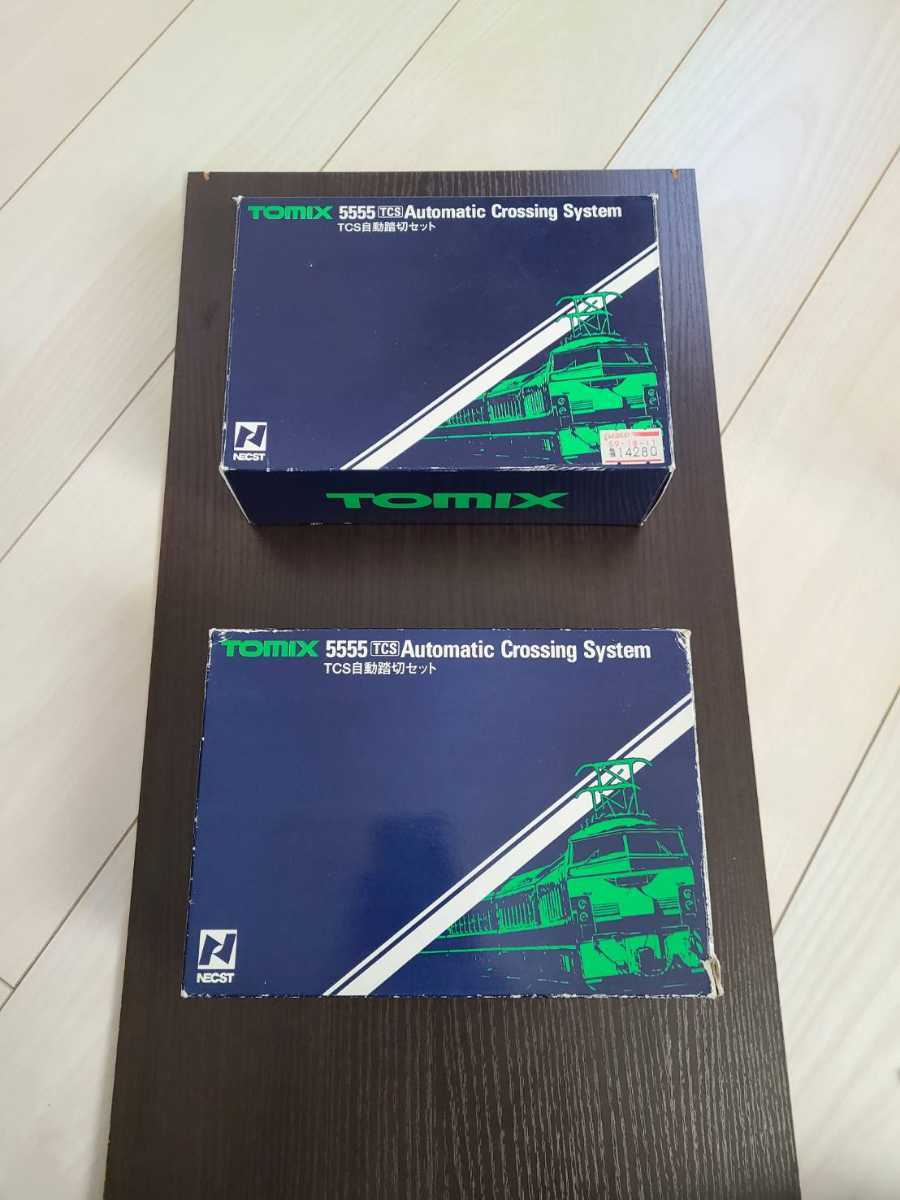 TOMIX 5555 TCS Automatic Crossing System
TCS自動踏切セット
NECST
14280
TOMIX
TOMIX 5555 TCS Automatic Crossing System
TCS自動踏切セット
NECST